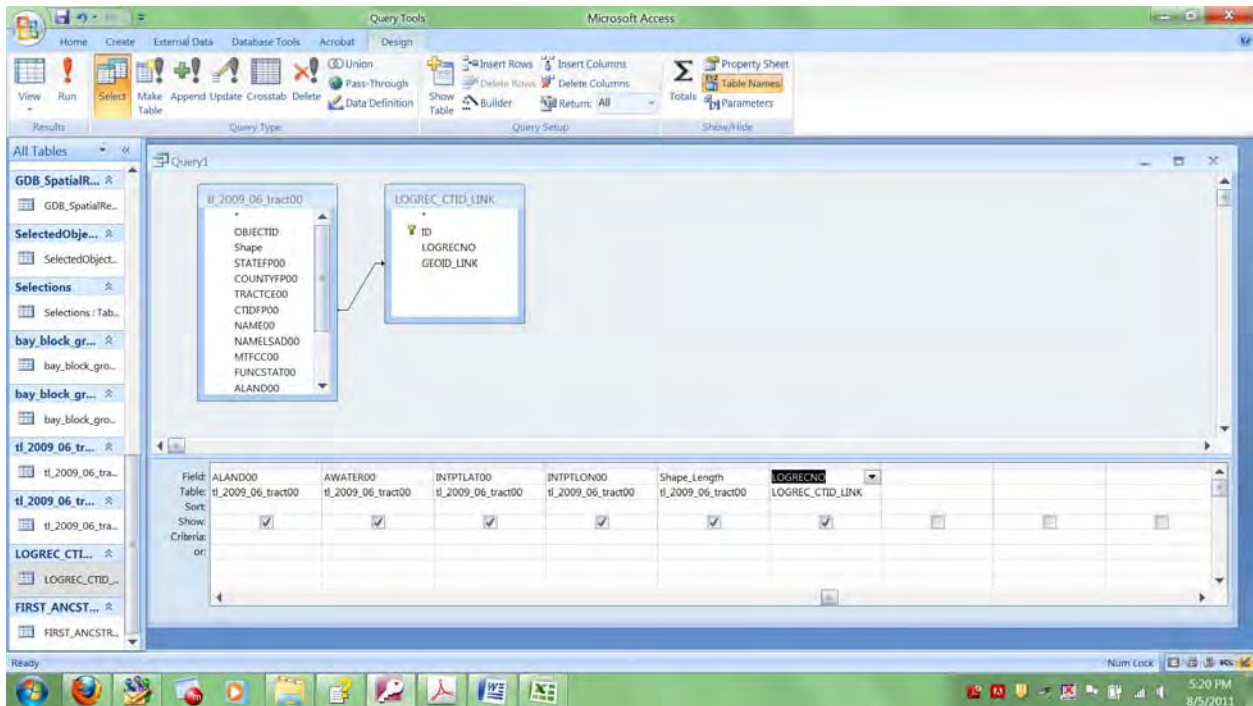 Query Tools Microsoft Access
Home Create External Data Database Tools Acrobat Design
View Run Select Make Table Append Update Crosstab Delete
Union
Pass-Through
Data Definition
Show Table
Insert Rows
Delete Rows
Builder
Insert Columns
Delete Columns
Return: All
Totals
Property Sheet
Table Names
Parameters
Results Query Type Query Setup Show/Hide
All Tables
GDB_SpatialR...
GDB_SpatialRe...
SelectedObje...
SelectedObject...
Selections
Selections : Tab...
bay_block_gr...
bay_block_gro...
bay_block_gr...
bay_block_gro...
tl_2009_06_tr...
tl_2009_06_tra...
tl_2009_06_tr...
tl_2009_06_tra...
LOGREC_CTI...
LOGREC_CTID_...
FIRST_ANCST...
FIRST_ANCSTR...
Query1
tl_2009_06_tract00
*
OBJECTID
Shape
STATEFP00
COUNTYFP00
TRACTCE00
CTIDFP00
NAME00
NAMELSAD00
MTFCC00
FUNCSTAT00
ALAND00
LOGREC_CTID_LINK
*
ID
LOGRECNO
GEOID_LINK
Field: ALAND00 AWATER00 INTPTLAT00 INTPTLON00 Shape_Length LOGRECNO
Table: tl_2009_06_tract00 tl_2009_06_tract00 tl_2009_06_tract00 tl_2009_06_tract00 tl_2009_06_tract00 LOGREC_CTID_LINK
Sort:
Show:
Criteria:
or:
Ready
Num Lock
5:20 PM
8/5/2011